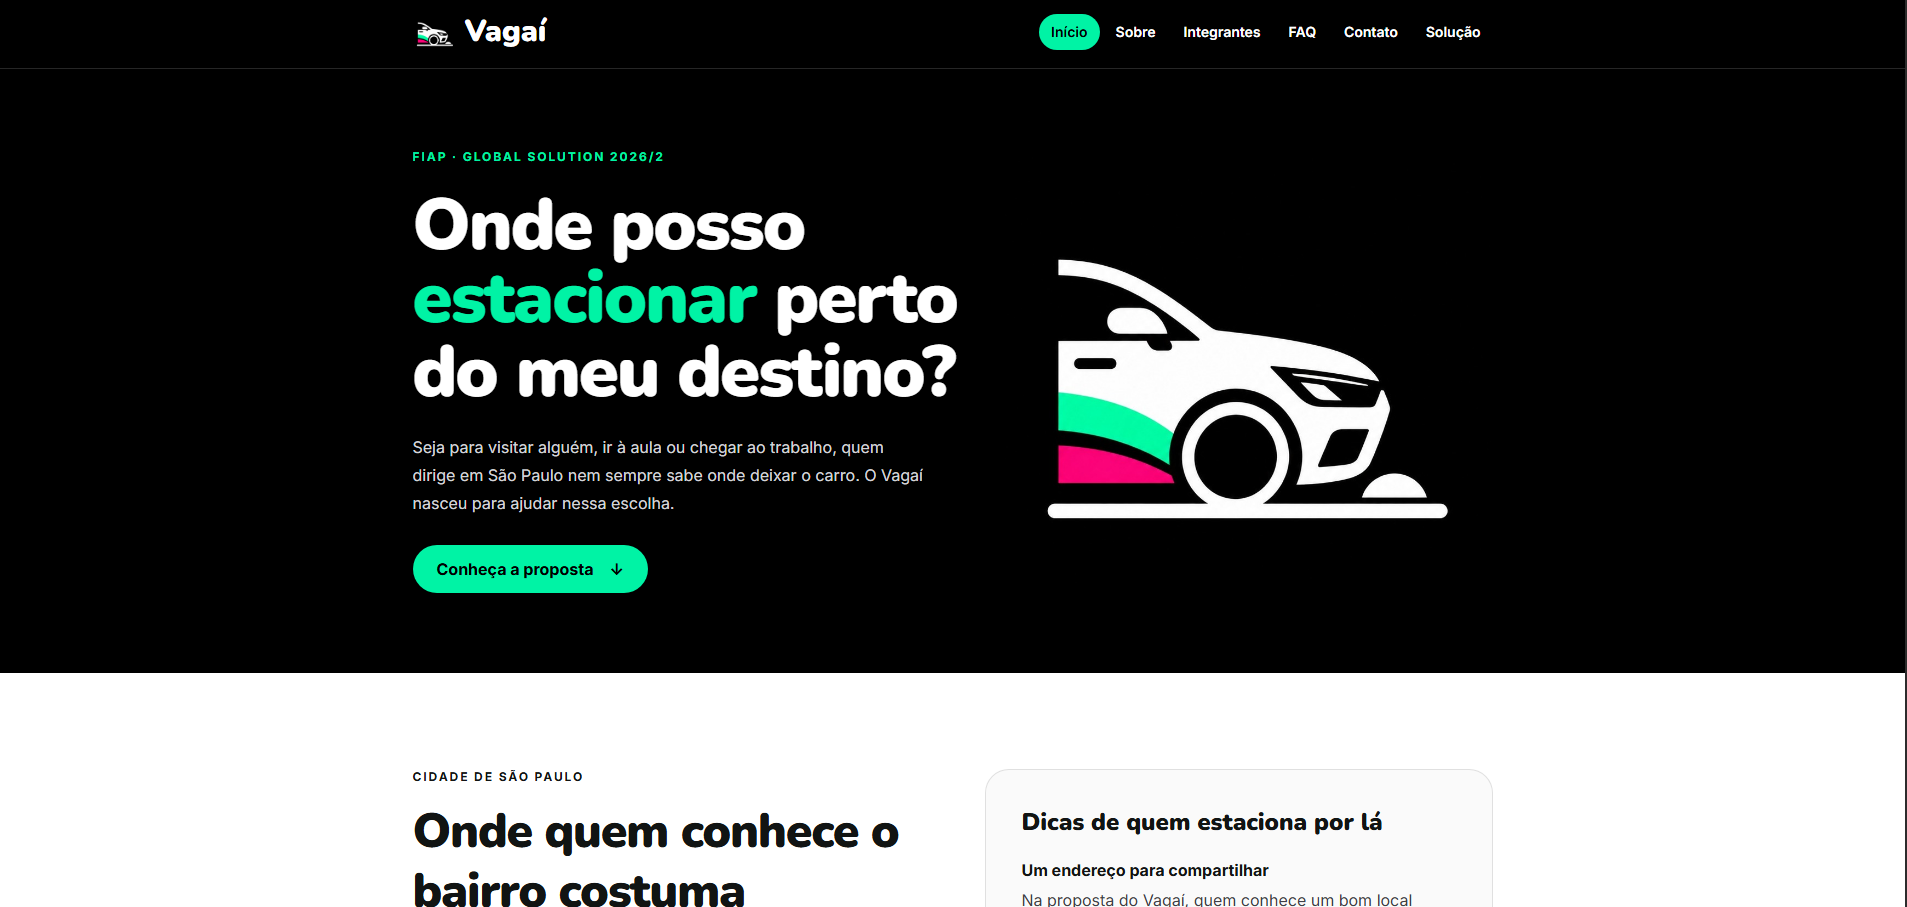 Vagaí
Início Sobre Integrantes FAQ Contato Solução
FIAP · GLOBAL SOLUTION 2026/2
Onde posso
estacionar perto
do meu destino?
Seja para visitar alguém, ir à aula ou chegar ao trabalho, quem
dirige em São Paulo nem sempre sabe onde deixar o carro. O Vagaí
nasceu para ajudar nessa escolha.
Conheça a proposta ↓
CIDADE DE SÃO PAULO
Onde quem conhece o
bairro costuma
Dicas de quem estaciona por lá
Um endereço para compartilhar
Na proposta do Vagaí, quem conhece um bom local